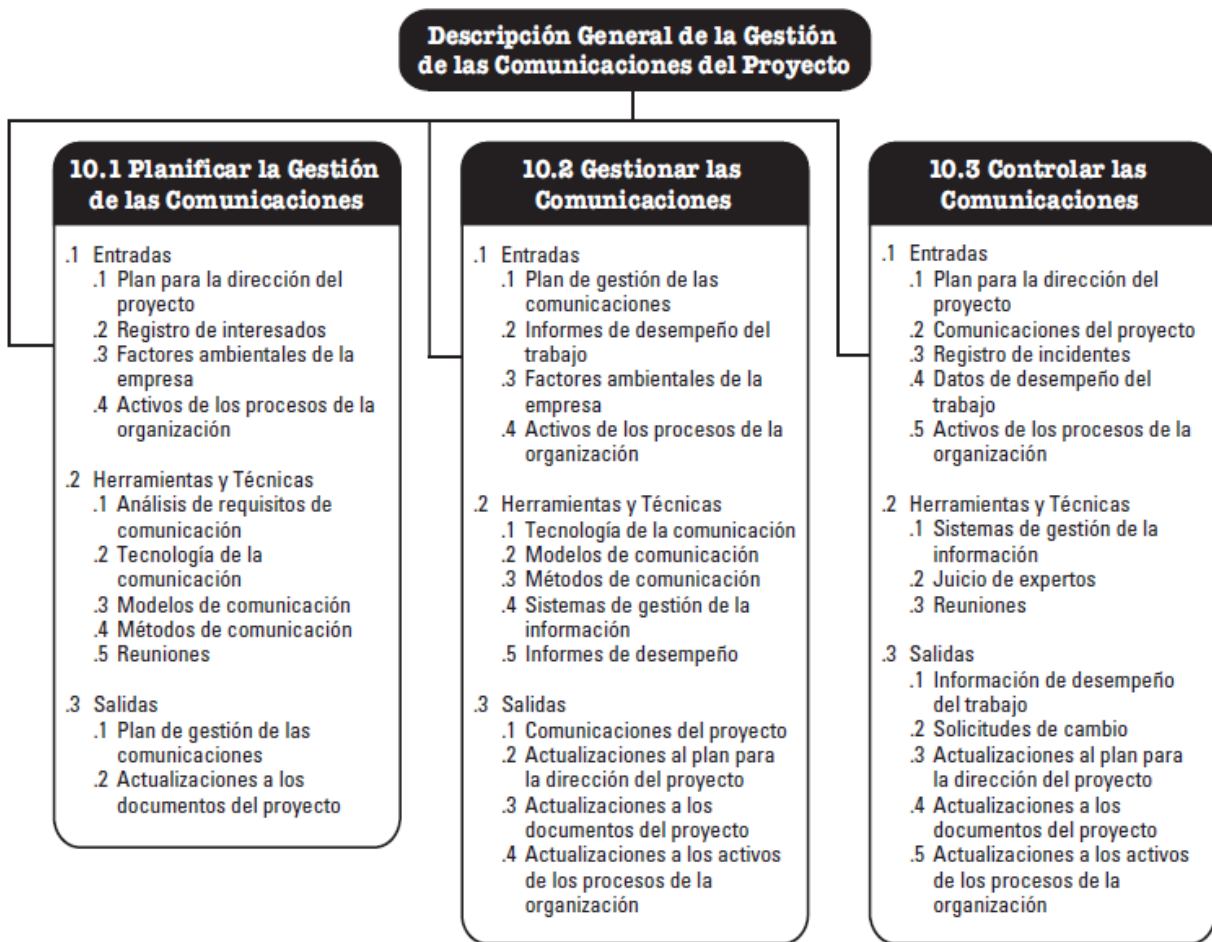 Descripción General de la Gestión
de las Comunicaciones del Proyecto
10.1 Planificar la Gestión
de las Comunicaciones
.1 Entradas
.1 Plan para la dirección del
proyecto
.2 Registro de interesados
.3 Factores ambientales de la
empresa
.4 Activos de los procesos de la
organización
.2 Herramientas y Técnicas
.1 Análisis de requisitos de
comunicación
.2 Tecnología de la
comunicación
.3 Modelos de comunicación
.4 Métodos de comunicación
.5 Reuniones
.3 Salidas
.1 Plan de gestión de las
comunicaciones
.2 Actualizaciones a los
documentos del proyecto
10.2 Gestionar las
Comunicaciones
.1 Entradas
.1 Plan de gestión de las
comunicaciones
.2 Informes de desempeño del
trabajo
.3 Factores ambientales de la
empresa
.4 Activos de los procesos de la
organización
.2 Herramientas y Técnicas
.1 Tecnología de la comunicación
.2 Modelos de comunicación
.3 Métodos de comunicación
.4 Sistemas de gestión de la
información
.5 Informes de desempeño
.3 Salidas
.1 Comunicaciones del proyecto
.2 Actualizaciones al plan para
la dirección del proyecto
.3 Actualizaciones a los
documentos del proyecto
.4 Actualizaciones a los activos
de los procesos de la
organización
10.3 Controlar las
Comunicaciones
.1 Entradas
.1 Plan para la dirección del
proyecto
.2 Comunicaciones del proyecto
.3 Registro de incidentes
.4 Datos de desempeño del
trabajo
.5 Activos de los procesos de la
organización
.2 Herramientas y Técnicas
.1 Sistemas de gestión de la
información
.2 Juicio de expertos
.3 Reuniones
.3 Salidas
.1 Información de desempeño
del trabajo
.2 Solicitudes de cambio
.3 Actualizaciones al plan para
la dirección del proyecto
.4 Actualizaciones a los
documentos del proyecto
.5 Actualizaciones a los activos
de los procesos de la
organización